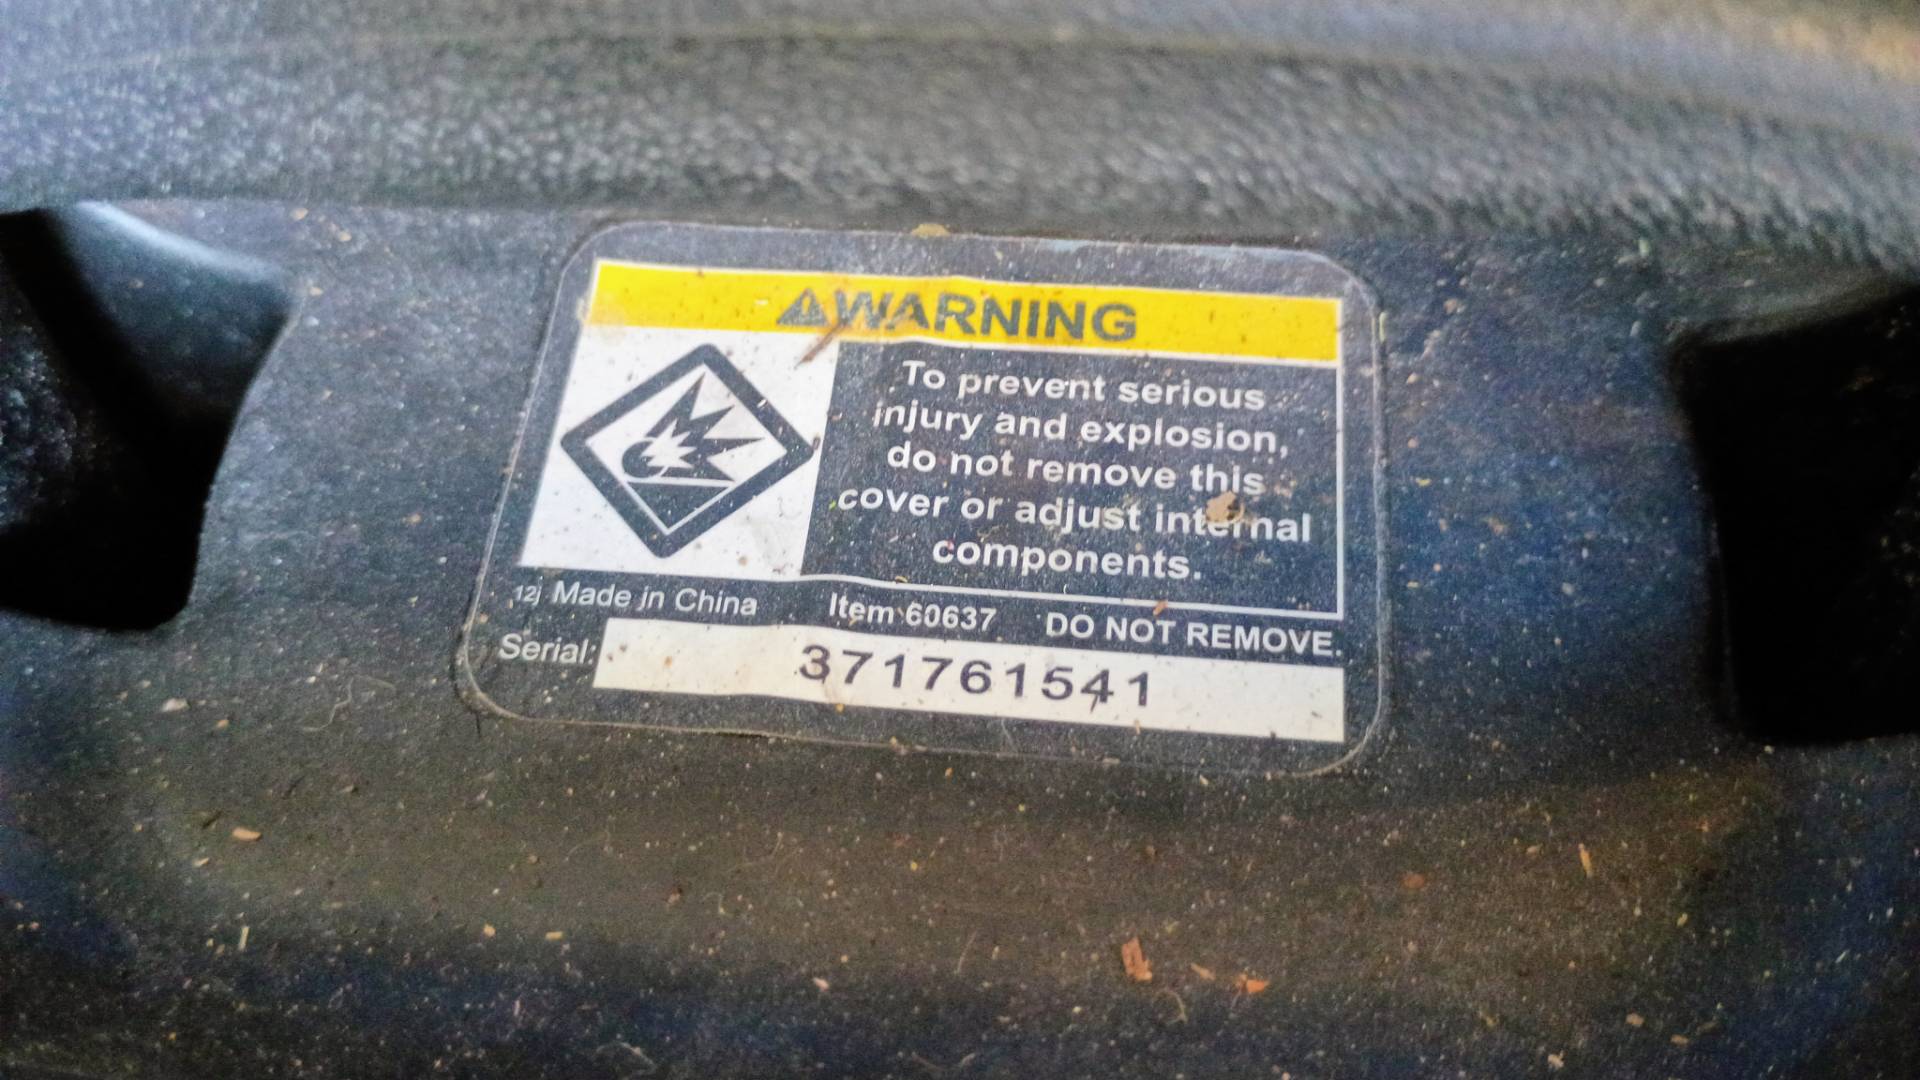 WARNING
To prevent serious
injury and explosion,
do not remove this
cover or adjust internal
components.
12j Made in China Item 60637 DO NOT REMOVE.
Serial: 371761541